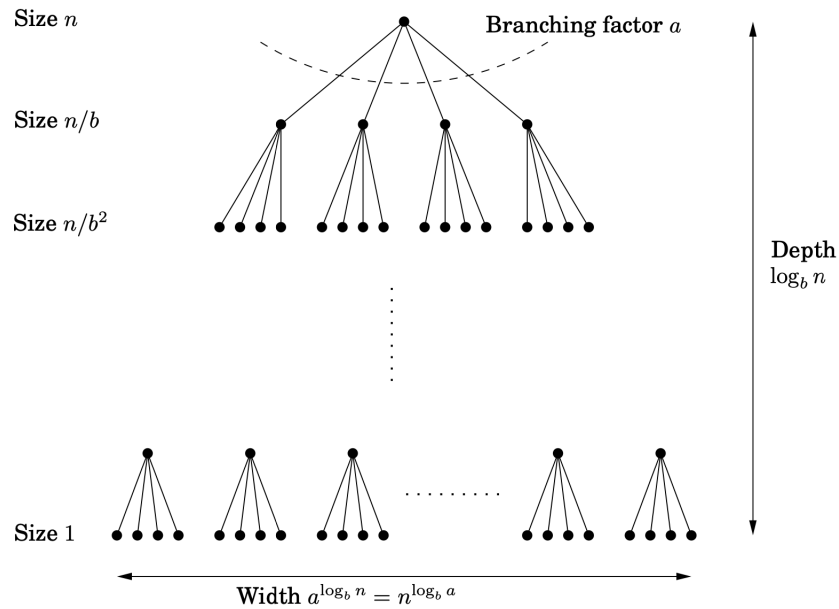 Size n
Branching factor a
Size n/b
Size n/b²
Depth
log_b n
Size 1
Width a^{log_b n} = n^{log_b a}